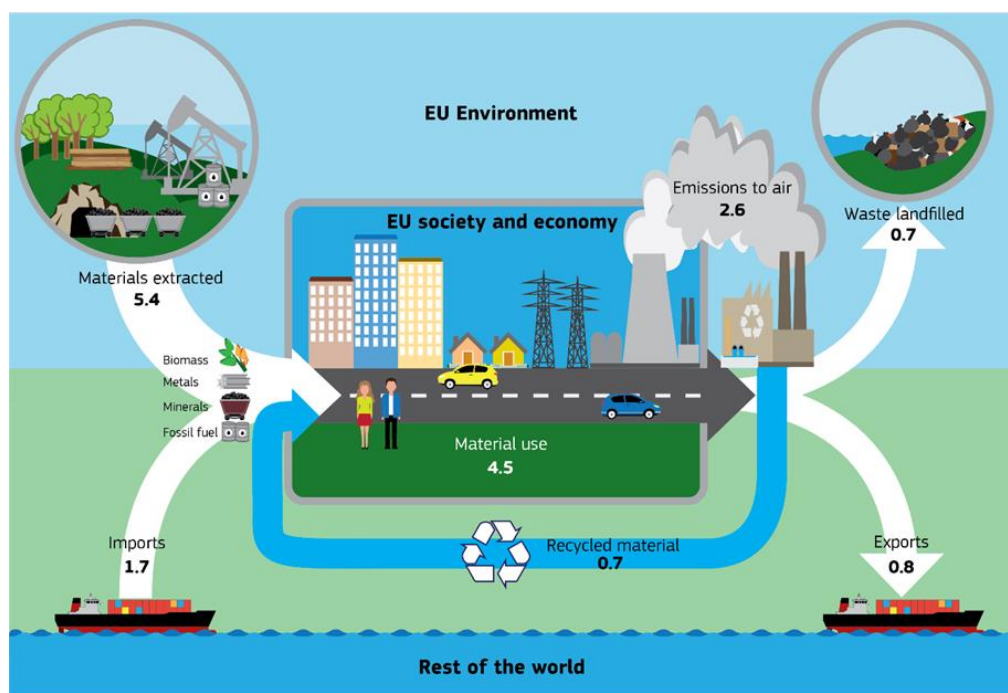 EU Environment
Emissions to air
2.6
Waste landfilled
0.7
EU society and economy
Materials extracted
5.4
Biomass
Metals
Minerals
Fossil fuel
Material use
4.5
Imports
1.7
Recycled material
0.7
Exports
0.8
Rest of the world